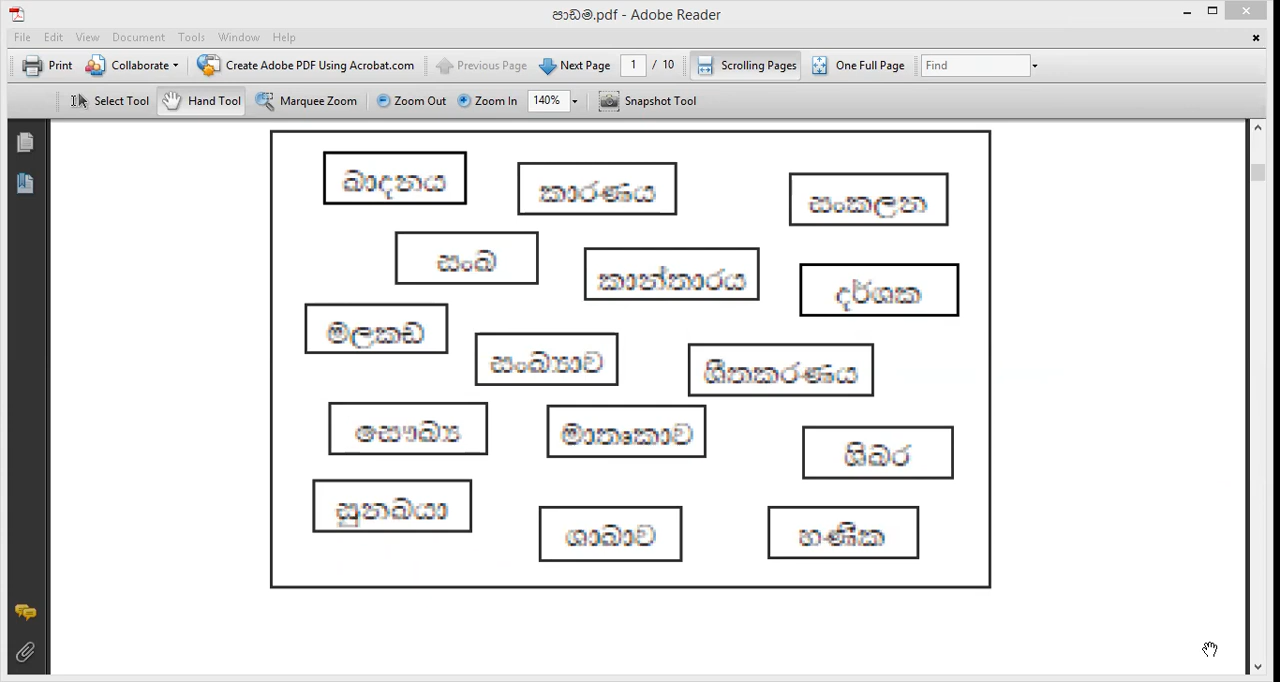 පාඩම.pdf - Adobe Reader
File Edit View Document Tools Window Help
Print Collaborate Create Adobe PDF Using Acrobat.com Previous Page Next Page 1 / 10 Scrolling Pages One Full Page Find
Select Tool Hand Tool Marquee Zoom Zoom Out Zoom In 140% Snapshot Tool
ඛාදනය
කාරණය
සංකලන
සංඛ
කාන්තාරය
දර්ශක
මලකඩ
සංඛ්‍යාව
ශීතකරණය
සෞඛ්‍ය
මාතෘකාව
ශිඛර
සුනඛයා
ශාඛාව
හණික